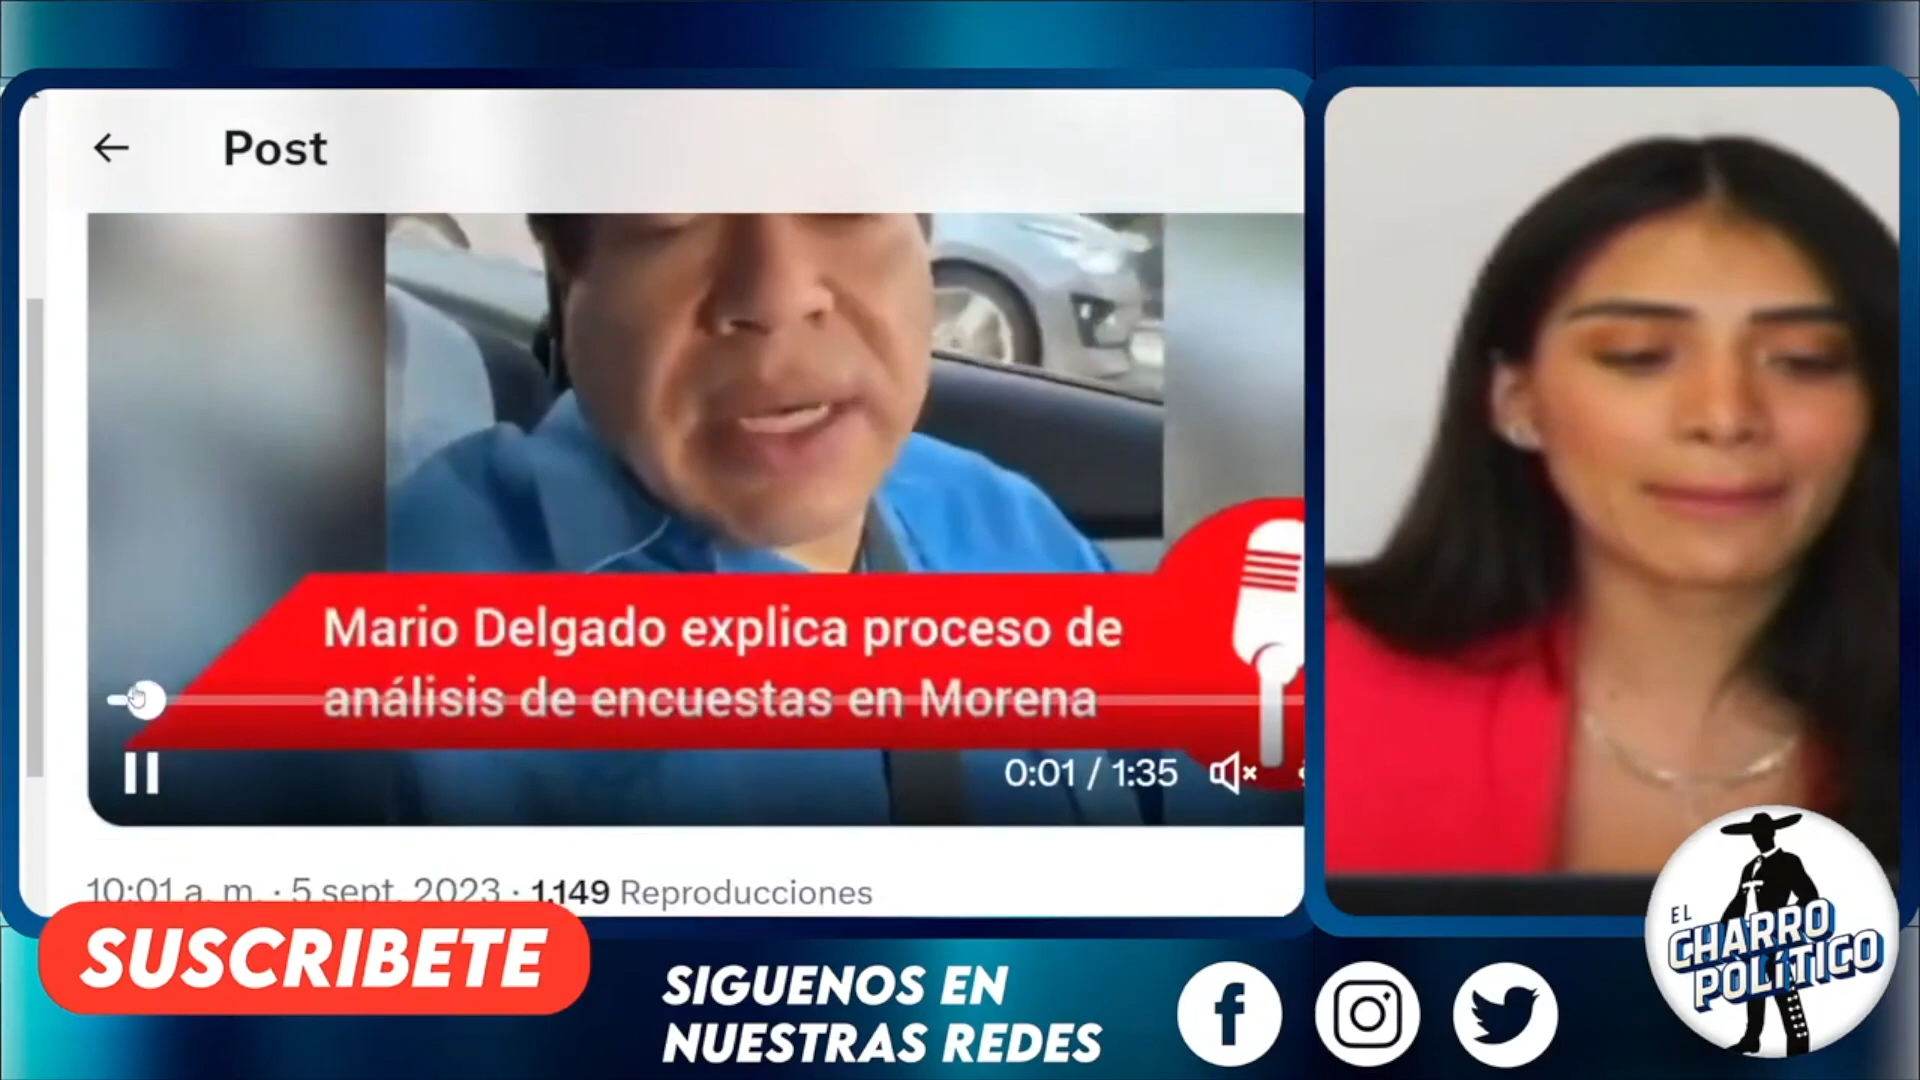 Post
Mario Delgado explica proceso de
análisis de encuestas en Morena
0:01 / 1:35
10:01 a. m. · 5 sept. 2023 · 1,149 Reproducciones
SUSCRIBETE
SIGUENOS EN
NUESTRAS REDES
EL
CHARRO
POLÍTICO